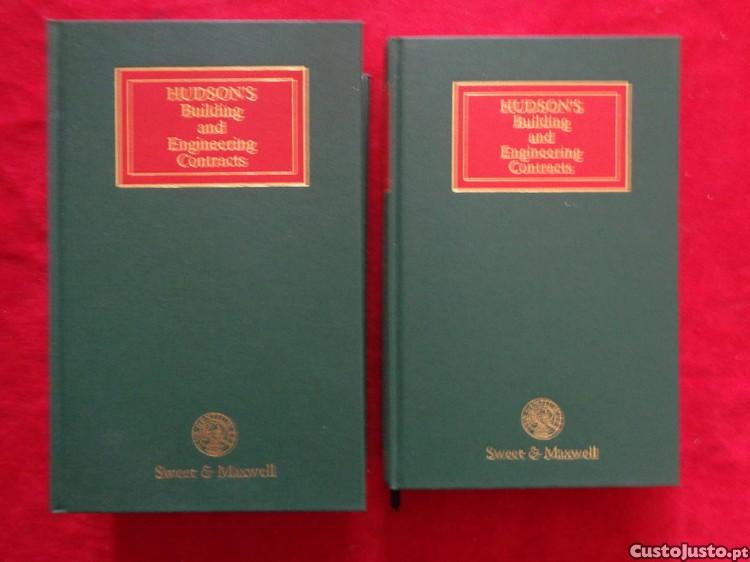 HUDSON'S
Building
and
Engineering
Contracts
Sweet & Maxwell
HUDSON'S
Building
and
Engineering
Contracts
Sweet & Maxwell
CustoJusto.pt